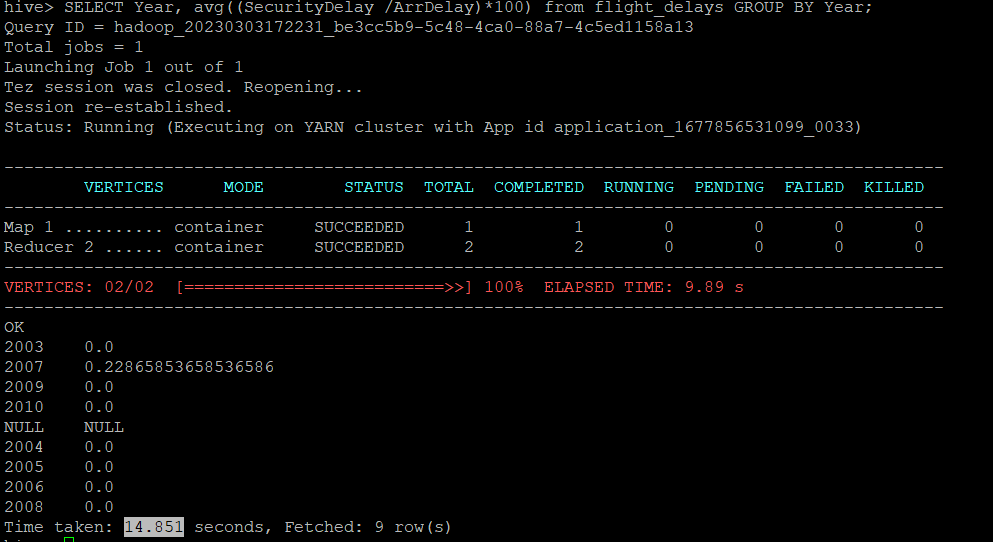 hive> SELECT Year, avg((SecurityDelay /ArrDelay)*100) from flight_delays GROUP BY Year;
Query ID = hadoop_20230303172231_be3cc5b9-5c48-4ca0-88a7-4c5ed1158a13
Total jobs = 1
Launching Job 1 out of 1
Tez session was closed. Reopening...
Session re-established.
Status: Running (Executing on YARN cluster with App id application_1677856531099_0033)
----------------------------------------------------------------------------------------------
VERTICES MODE STATUS TOTAL COMPLETED RUNNING PENDING FAILED KILLED
----------------------------------------------------------------------------------------------
Map 1 .......... container SUCCEEDED 1 1 0 0 0 0
Reducer 2 ...... container SUCCEEDED 2 2 0 0 0 0
----------------------------------------------------------------------------------------------
VERTICES: 02/02 [==========================>>] 100% ELAPSED TIME: 9.89 s
----------------------------------------------------------------------------------------------
OK
2003 0.0
2007 0.22865853658536586
2009 0.0
2010 0.0
NULL NULL
2004 0.0
2005 0.0
2006 0.0
2008 0.0
Time taken: 14.851 seconds, Fetched: 9 row(s)